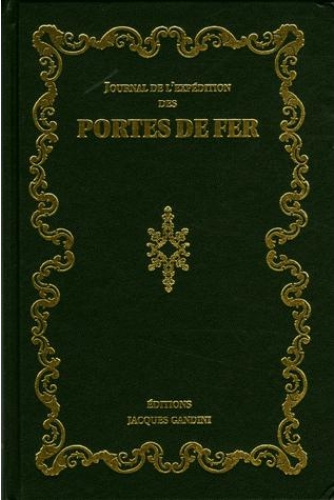 JOURNAL DE L'EXPÉDITION
DES
PORTES DE FER
ÉDITIONS
JACQUES GANDINI